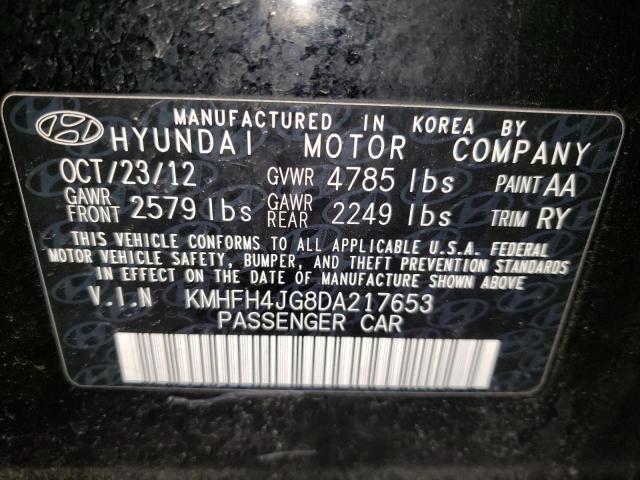 MANUFACTURED IN KOREA BY
HYUNDAI MOTOR COMPANY
OCT/23/12 GVWR 4785 lbs PAINT AA
GAWR FRONT 2579 lbs GAWR REAR 2249 lbs TRIM RY
THIS VEHICLE CONFORMS TO ALL APPLICABLE U.S.A. FEDERAL
MOTOR VEHICLE SAFETY, BUMPER, AND THEFT PREVENTION STANDARDS
IN EFFECT ON THE DATE OF MANUFACTURE SHOWN ABOVE
V.I.N KMHFH4JG8DA217653
PASSENGER CAR